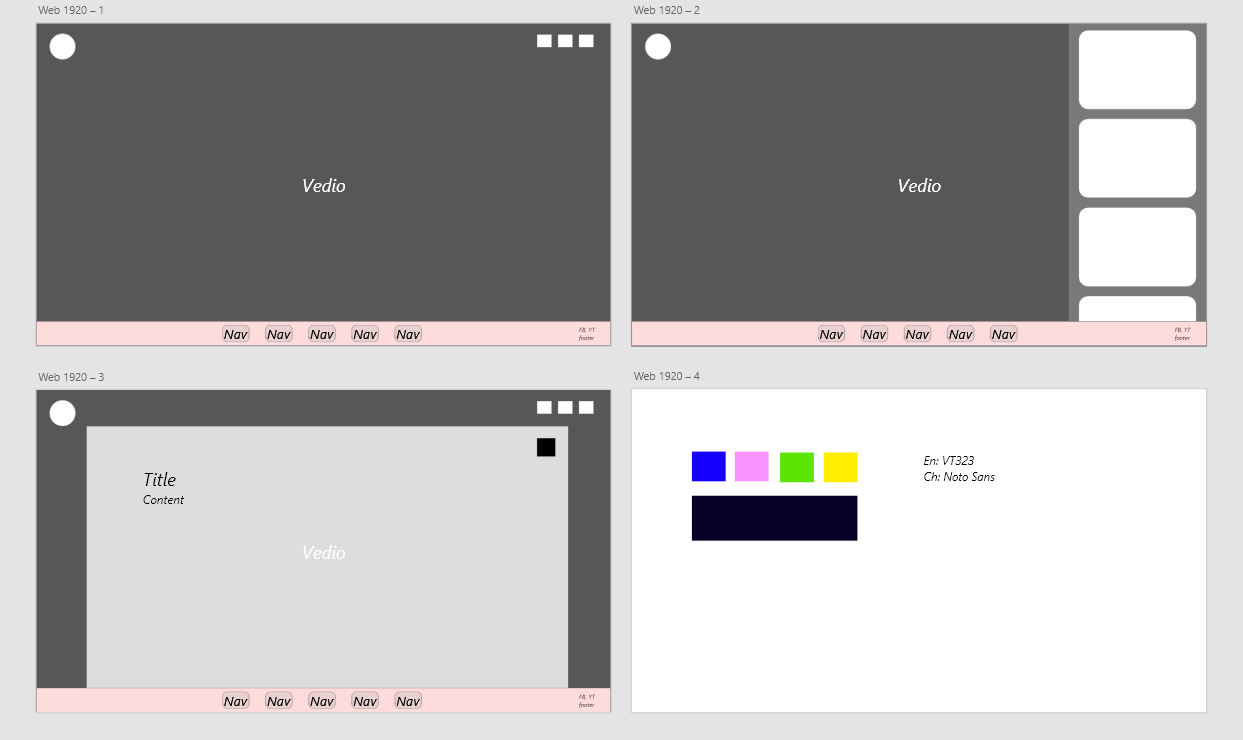 Web 1920 – 1
Vedio
Nav Nav Nav Nav Nav
FB, YT
footer
Web 1920 – 2
Vedio
Nav Nav Nav Nav Nav
FB, YT
footer
Web 1920 – 3
Title
Content
Vedio
Nav Nav Nav Nav Nav
FB, YT
footer
Web 1920 – 4
En: VT323
Ch: Noto Sans